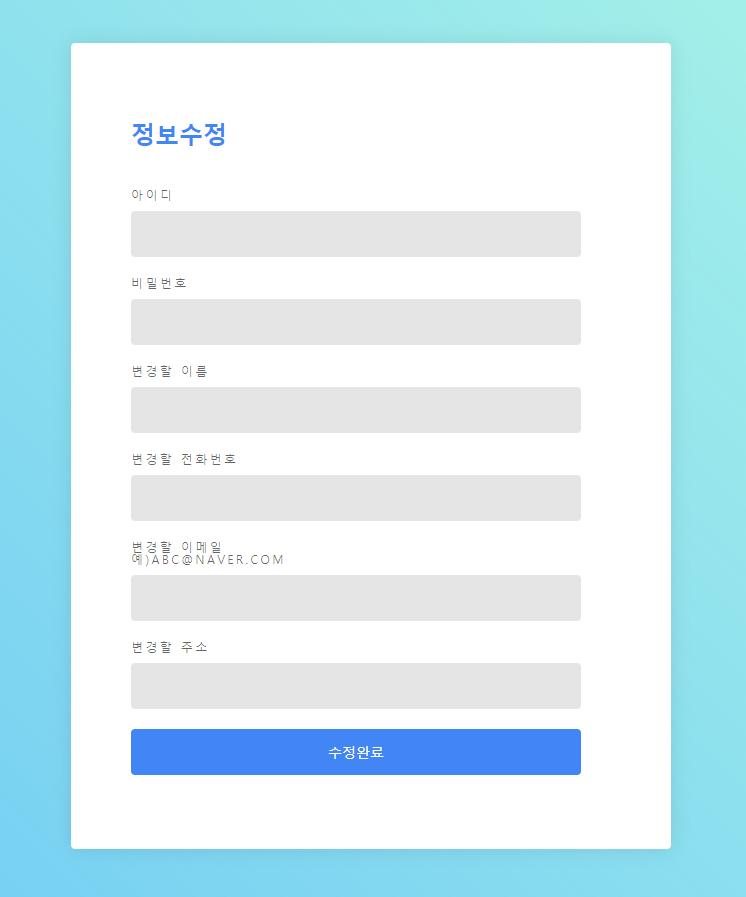 정보수정
아이디
비밀번호
변경할 이름
변경할 전화번호
변경할 이메일
예)ABC@NAVER.COM
변경할 주소
수정완료